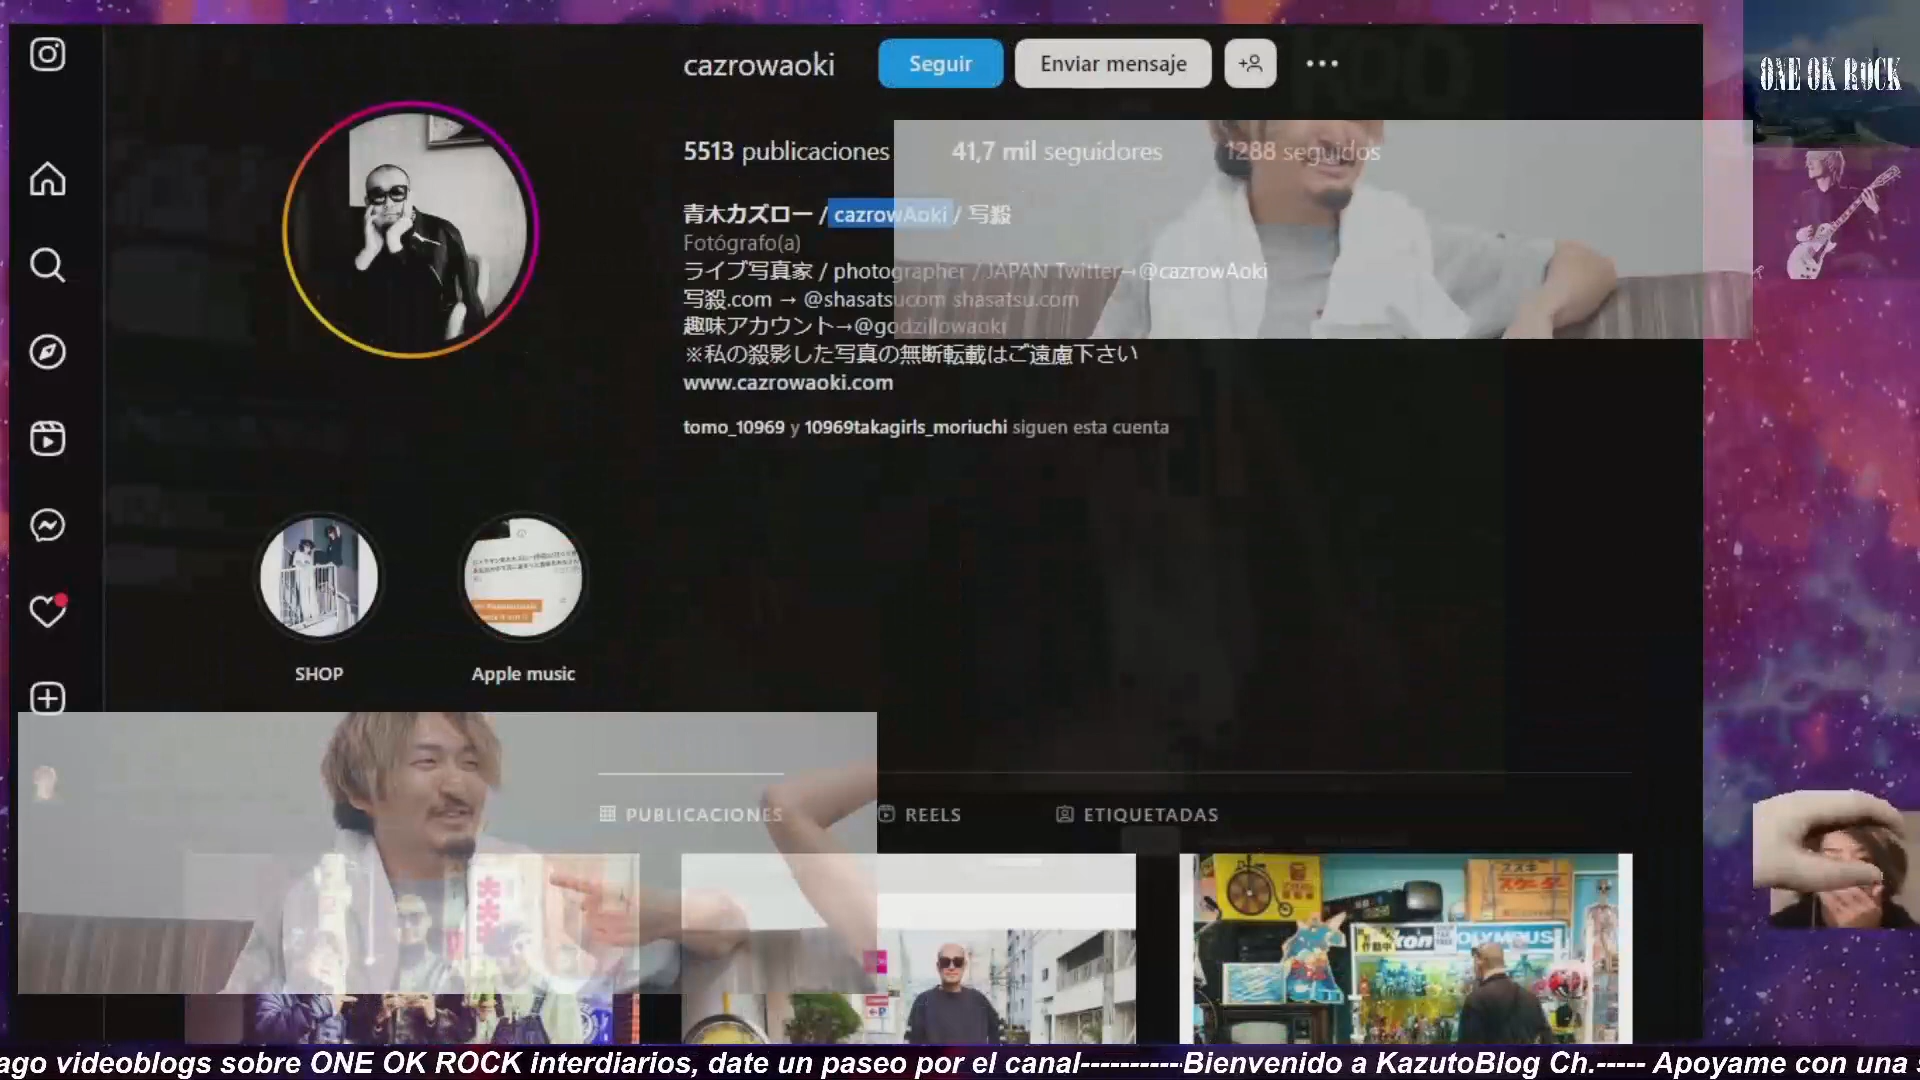 cazrowaoki
Seguir
Enviar mensaje
ONE OK ROCK
5513 publicaciones
41,7 mil seguidores
1288 seguidos
青木カズロー / cazrowAoki / 写殺
Fotógrafo(a)
ライブ写真家 / photographer / JAPAN Twitter→@cazrowAoki
写殺.com → @shasatsucom shasatsu.com
趣味アカウント→@godzillowaoki
※私の殺影した写真の無断転載はご遠慮下さい
www.cazrowaoki.com
tomo_10969 y 10969takagirls_moriuchi siguen esta cuenta
SHOP
Apple music
PUBLICACIONES
REELS
ETIQUETADAS
OLYMPUS
ago videoblogs sobre ONE OK ROCK interdiarios, date un paseo por el canal----------Bienvenido a KazutoBlog Ch.----- Apoyame con una